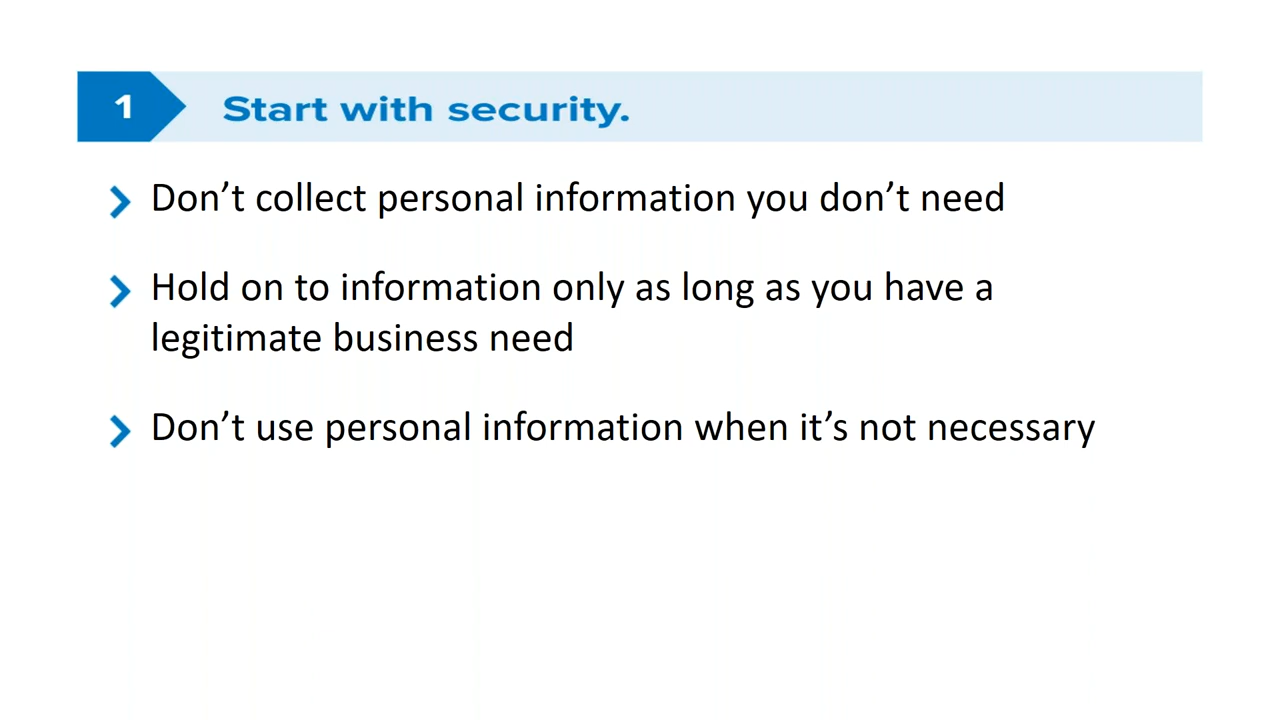 1
Start with security.
Don’t collect personal information you don’t need
Hold on to information only as long as you have a
legitimate business need
Don’t use personal information when it’s not necessary